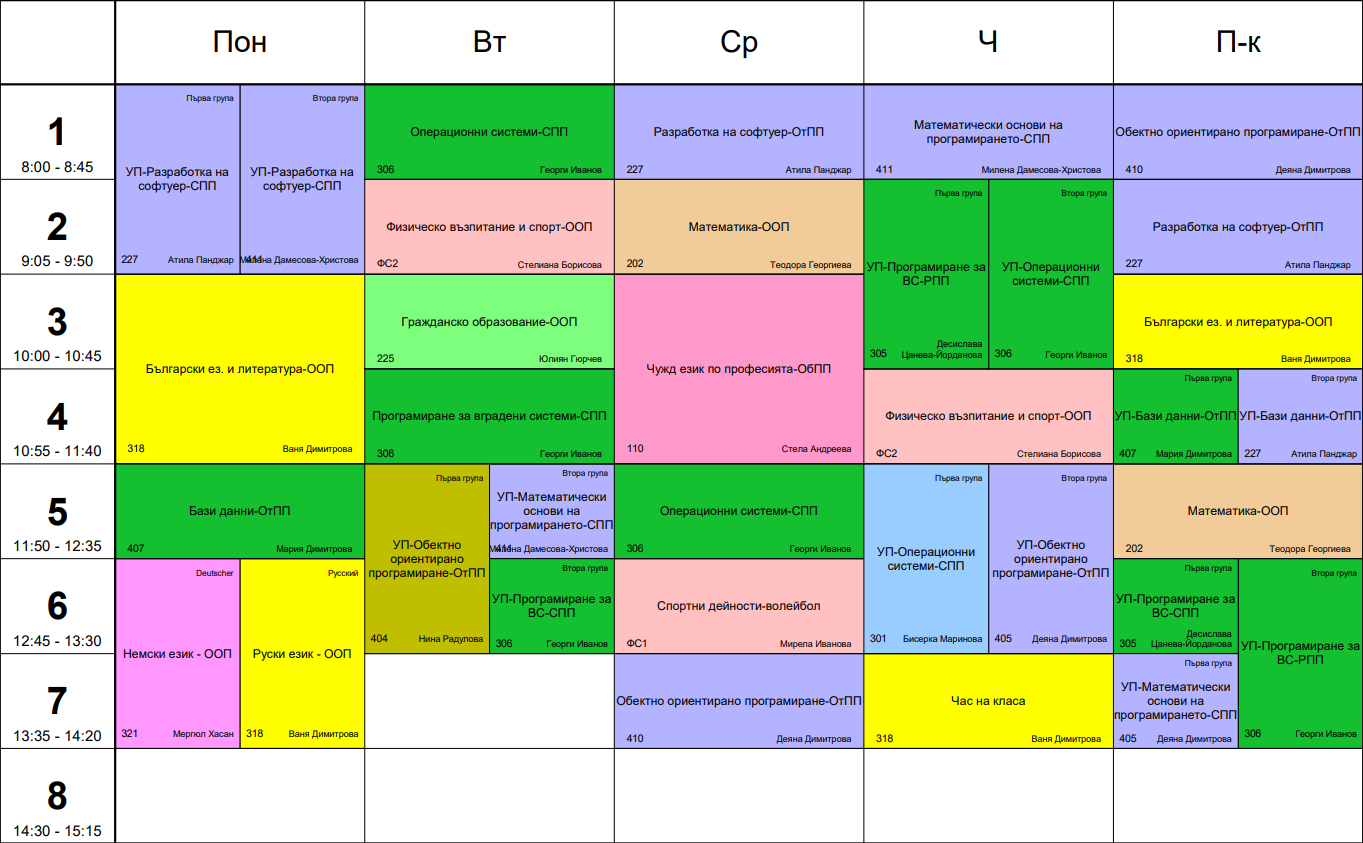 Пон
Вт
Ср
Ч
П-к
1
8:00 - 8:45
Първа група
УП-Разработка на
софтуер-СПП
227
Атила Панджар
Втора група
УП-Разработка на
софтуер-СПП
411
Милена Дамесова-Христова
Операционни системи-СПП
306
Георги Иванов
Разработка на софтуер-ОтПП
227
Атила Панджар
Математически основи на
програмирането-СПП
411
Милена Дамесова-Христова
Обектно ориентирано програмиране-ОтПП
410
Деяна Димитрова
2
9:05 - 9:50
Физическо възпитание и спорт-ООП
ФС2
Стелиана Борисова
Математика-ООП
202
Теодора Георгиева
Първа група
УП-Програмиране за
ВС-РПП
305
Десислава
Цанева-Йорданова
Втора група
УП-Операционни
системи-СПП
306
Георги Иванов
Разработка на софтуер-ОтПП
227
Атила Панджар
3
10:00 - 10:45
Български ез. и литература-ООП
318
Ваня Димитрова
Гражданско образование-ООП
225
Юлиян Гюрчев
Чужд език по професията-ОбПП
110
Стела Андреева
Български ез. и литература-ООП
318
Ваня Димитрова
4
10:55 - 11:40
Програмиране за вградени системи-СПП
306
Георги Иванов
Физическо възпитание и спорт-ООП
ФС2
Стелиана Борисова
Първа група
УП-Бази данни-ОтПП
407
Мария Димитрова
Втора група
УП-Бази данни-ОтПП
227
Атила Панджар
5
11:50 - 12:35
Бази данни-ОтПП
407
Мария Димитрова
Първа група
УП-Обектно
ориентирано
програмиране-ОтПП
404
Нина Радулова
Втора група
УП-Математически
основи на
програмирането-СПП
411
Милена Дамесова-Христова
Операционни системи-СПП
306
Георги Иванов
Първа група
УП-Операционни
системи-СПП
301
Бисерка Маринова
Втора група
УП-Обектно
ориентирано
програмиране-ОтПП
405
Деяна Димитрова
Математика-ООП
202
Теодора Георгиева
6
12:45 - 13:30
Deutscher
Немски език - ООП
321
Мергюл Хасан
Русский
Руски език - ООП
318
Ваня Димитрова
Втора група
УП-Програмиране за
ВС-СПП
306
Георги Иванов
Спортни дейности-волейбол
ФС1
Мирела Иванова
Първа група
УП-Програмиране за
ВС-СПП
305
Десислава
Цанева-Йорданова
Втора група
УП-Програмиране за
ВС-РПП
306
Георги Иванов
7
13:35 - 14:20
Обектно ориентирано програмиране-ОтПП
410
Деяна Димитрова
Час на класа
318
Ваня Димитрова
Първа група
УП-Математически
основи на
програмирането-СПП
405
Деяна Димитрова
8
14:30 - 15:15